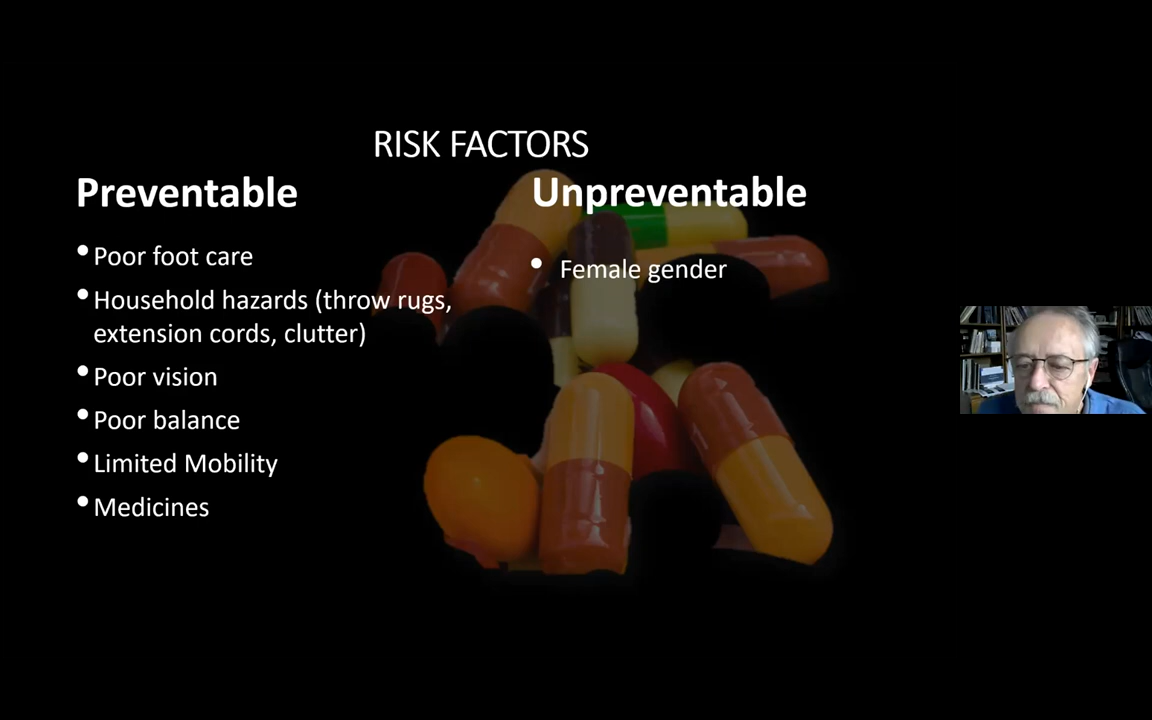 RISK FACTORS
Preventable
• Poor foot care
• Household hazards (throw rugs,
extension cords, clutter)
• Poor vision
• Poor balance
• Limited Mobility
• Medicines
Unpreventable
• Female gender